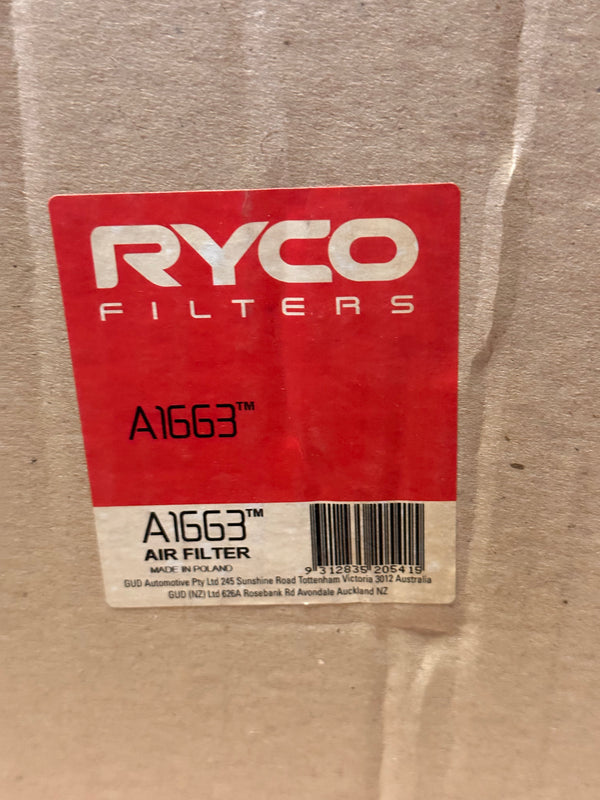 RYCO
FILTERS
A1663™
A1663™
AIR FILTER
MADE IN POLAND
9 312835 205415
GUD Automotive Pty Ltd 245 Sunshine Road Tottenham Victoria 3012 Australia
GUD (NZ) Ltd 626A Rosebank Rd Avondale Auckland NZ